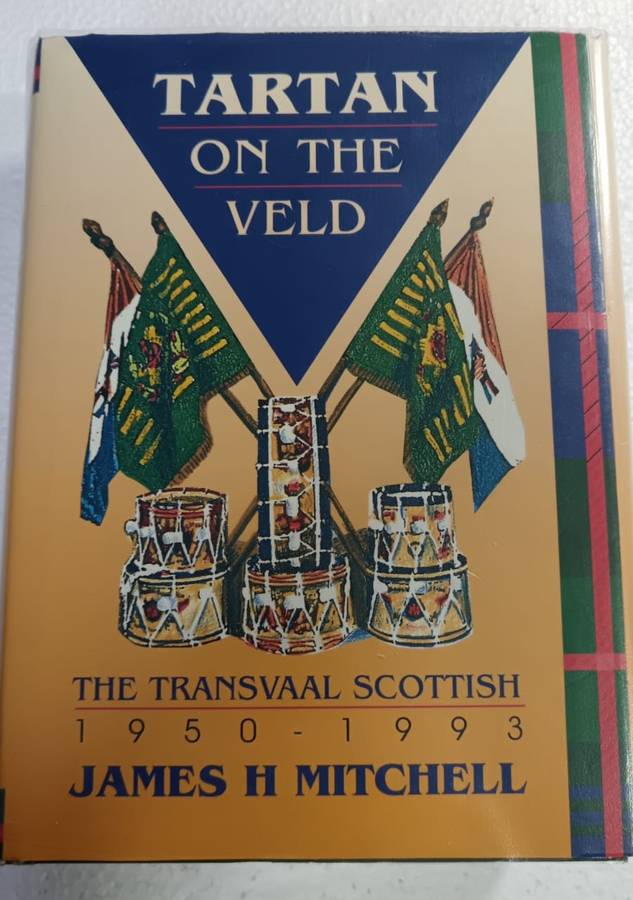 TARTAN
ON THE
VELD
THE TRANSVAAL SCOTTISH
1950-1993
JAMES H MITCHELL